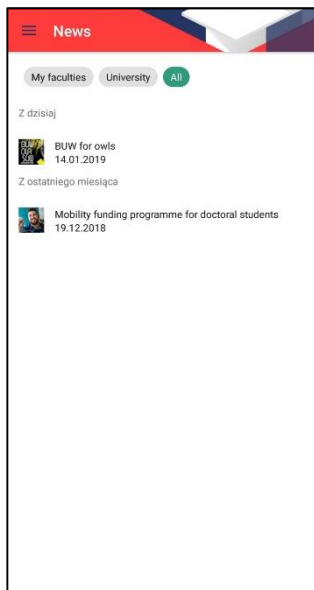 News
My faculties University All
Z dzisiaj
BUW for owls
14.01.2019
Z ostatniego miesiąca
Mobility funding programme for doctoral students
19.12.2018